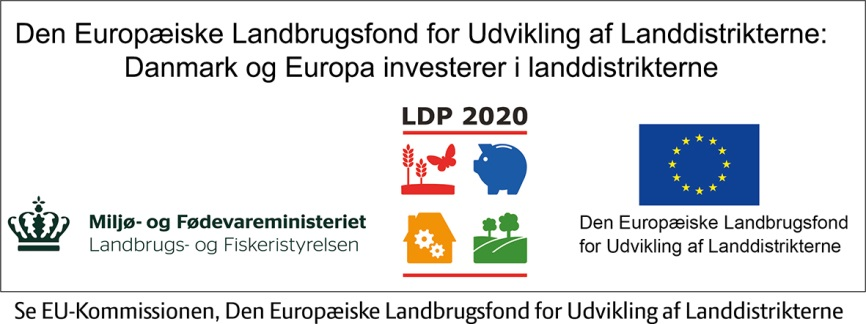 Den Europæiske Landbrugsfond for Udvikling af Landdistrikterne:
Danmark og Europa investerer i landdistrikterne
LDP 2020
Miljø- og Fødevareministeriet
Landbrugs- og Fiskeristyrelsen
Den Europæiske Landbrugsfond
for Udvikling af Landdistrikterne
Se EU-Kommissionen, Den Europæiske Landbrugsfond for Udvikling af Landdistrikterne